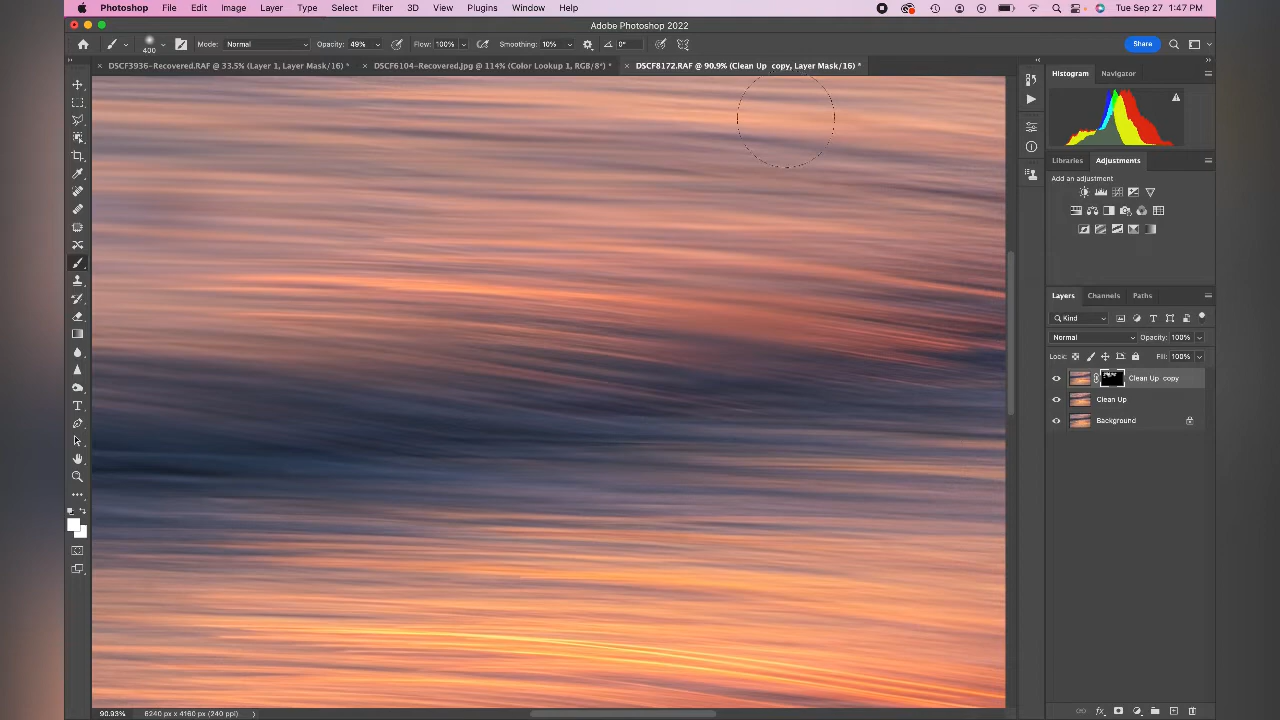 Photoshop File Edit Image Layer Type Select Filter 3D View Plugins Window Help Tue Sep 27 1:47 PM
Adobe Photoshop 2022
400 Mode: Normal Opacity: 49% Flow: 100% Smoothing: 10% 0° Share
DSCF3936-Recovered.RAF @ 33.5% (Layer 1, Layer Mask/16) * DSCF6104-Recovered.jpg @ 114% (Color Lookup 1, RGB/8*) * DSCF8172.RAF @ 90.9% (Clean Up copy, Layer Mask/16) *
Histogram Navigator
Libraries Adjustments
Add an adjustment
Layers Channels Paths
Kind
Normal Opacity: 100%
Lock: Fill: 100%
Clean Up copy
Clean Up
Background
90.93% 6240 px x 4160 px (240 ppi)